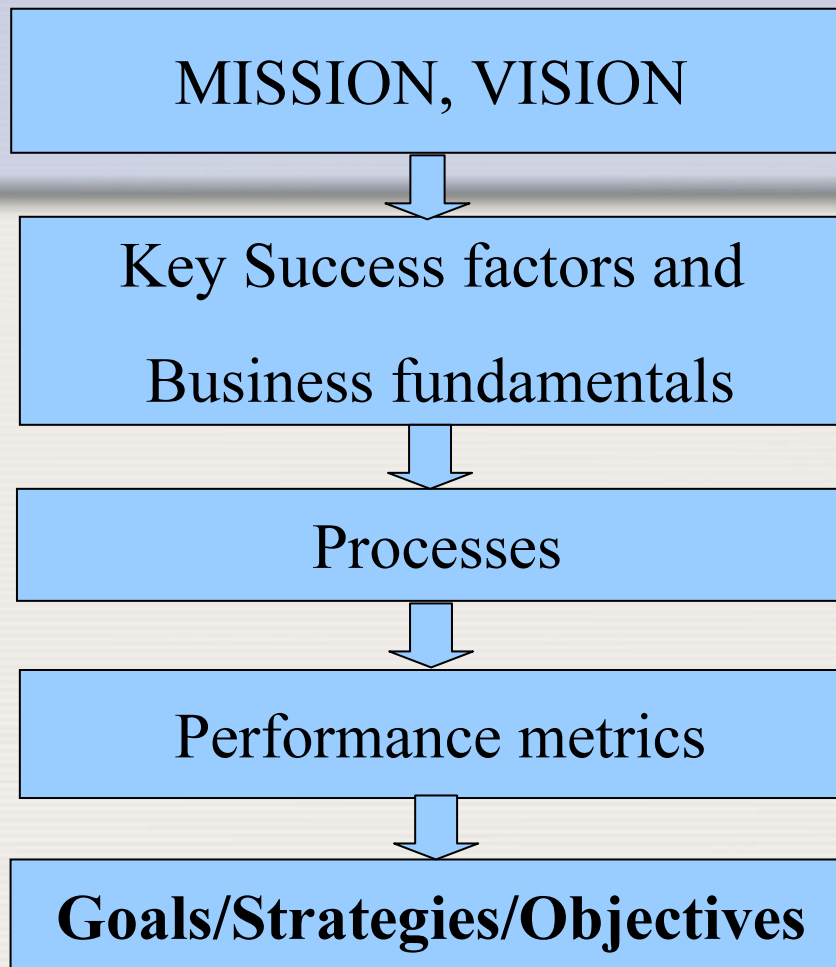 MISSION, VISION
Key Success factors and
Business fundamentals
Processes
Performance metrics
Goals/Strategies/Objectives